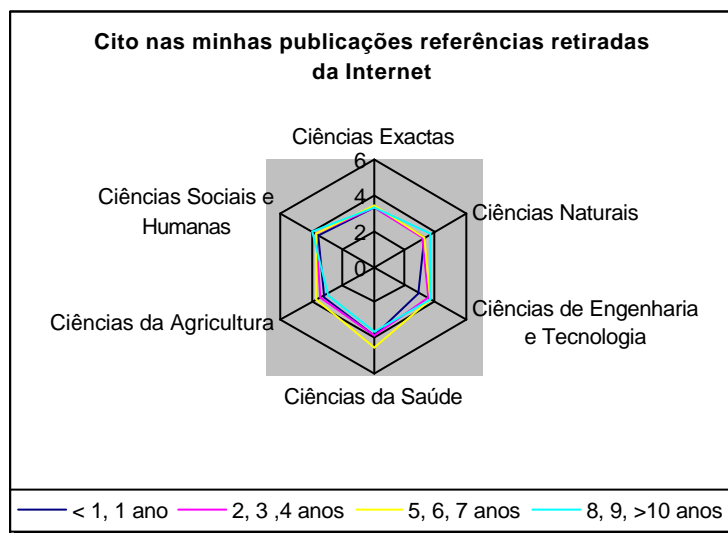 Cito nas minhas publicações referências retiradas
da Internet
Ciências Exactas
6
4
2
0
Ciências Sociais e
Humanas
Ciências Naturais
Ciências da Agricultura
Ciências de Engenharia
e Tecnologia
Ciências da Saúde
< 1, 1 ano
2, 3 ,4 anos
5, 6, 7 anos
8, 9, >10 anos